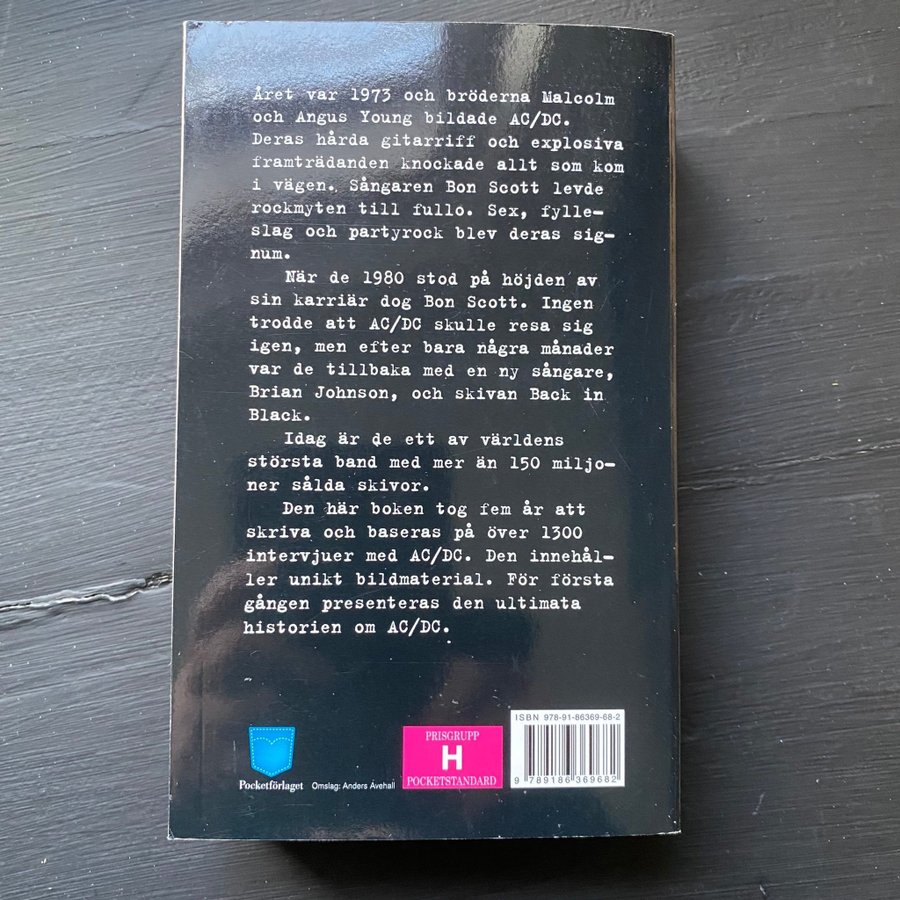 Året var 1973 och bröderna Malcolm
och Angus Young bildade AC/DC.
Deras hårda gitarriff och explosiva
framträdanden knockade allt som kom
i vägen. Sångaren Bon Scott levde
rockmyten till fullo. Sex, fylle-
slag och partyrock blev deras sig-
num.
När de 1980 stod på höjden av
sin karriär dog Bon Scott. Ingen
trodde att AC/DC skulle resa sig
igen, men efter bara några månader
var de tillbaka med en ny sångare,
Brian Johnson, och skivan Back in
Black.
Idag är de ett av världens
största band med mer än 150 miljo-
ner sålda skivor.
Den här boken tog fem år att
skriva och baseras på över 1300
intervjuer med AC/DC. Den innehål-
ler unikt bildmaterial. För första
gången presenteras den ultimata
historien om AC/DC.
Pocketförlaget
Omslag: Anders Åvehall
PRISGRUPP
H
POCKETSTANDARD
ISBN 978-91-86369-68-2
9 789186 369682